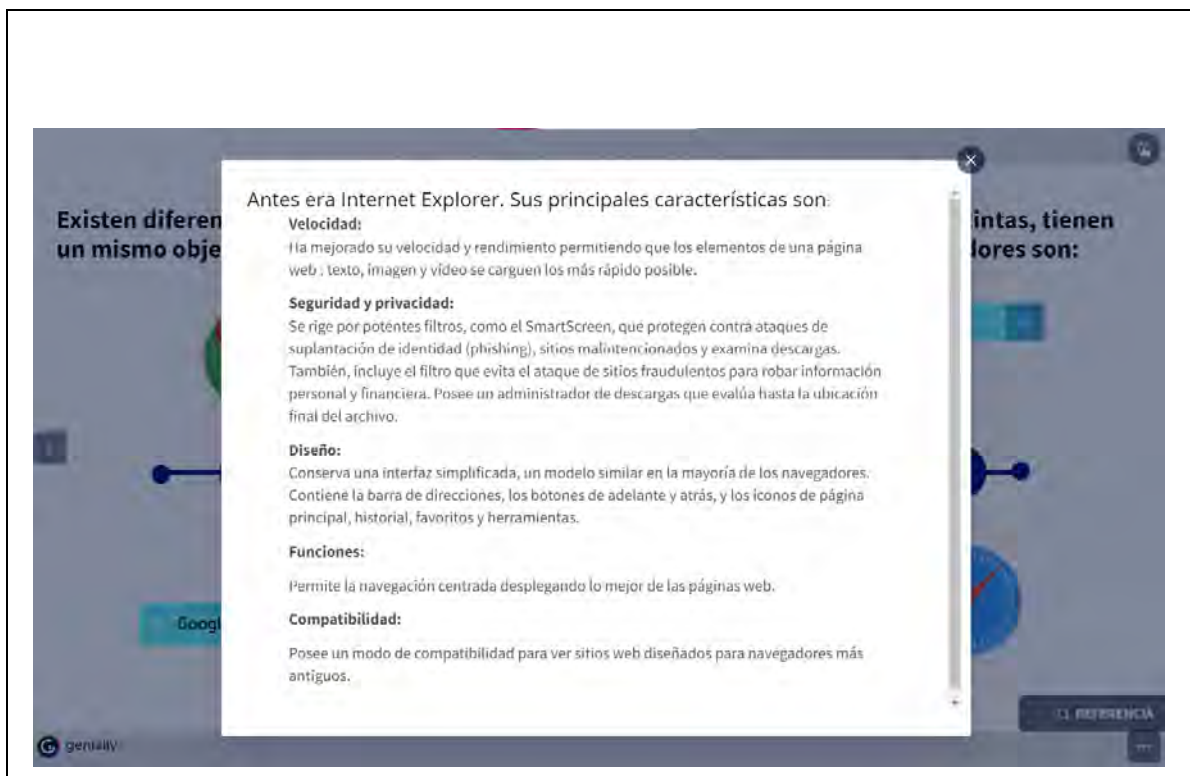 Existen diferen
un mismo obje
intas, tienen
lores son:
Antes era Internet Explorer. Sus principales características son:
Velocidad:
Ha mejorado su velocidad y rendimiento permitiendo que los elementos de una página
web : texto, imagen y vídeo se carguen los más rápido posible.
Seguridad y privacidad:
Se rige por potentes filtros, como el SmartScreen, que protegen contra ataques de
suplantación de identidad (phishing), sitios malintencionados y examina descargas.
También, incluye el filtro que evita el ataque de sitios fraudulentos para robar información
personal y financiera. Posee un administrador de descargas que evalúa hasta la ubicación
final del archivo.
Diseño:
Conserva una interfaz simplificada, un modelo similar en la mayoría de los navegadores.
Contiene la barra de direcciones, los botones de adelante y atrás, y los iconos de página
principal, historial, favoritos y herramientas.
Funciones:
Permite la navegación centrada desplegando lo mejor de las páginas web.
Compatibilidad:
Posee un modo de compatibilidad para ver sitios web diseñados para navegadores más
antiguos.
Googl
REFERENCIA
genially